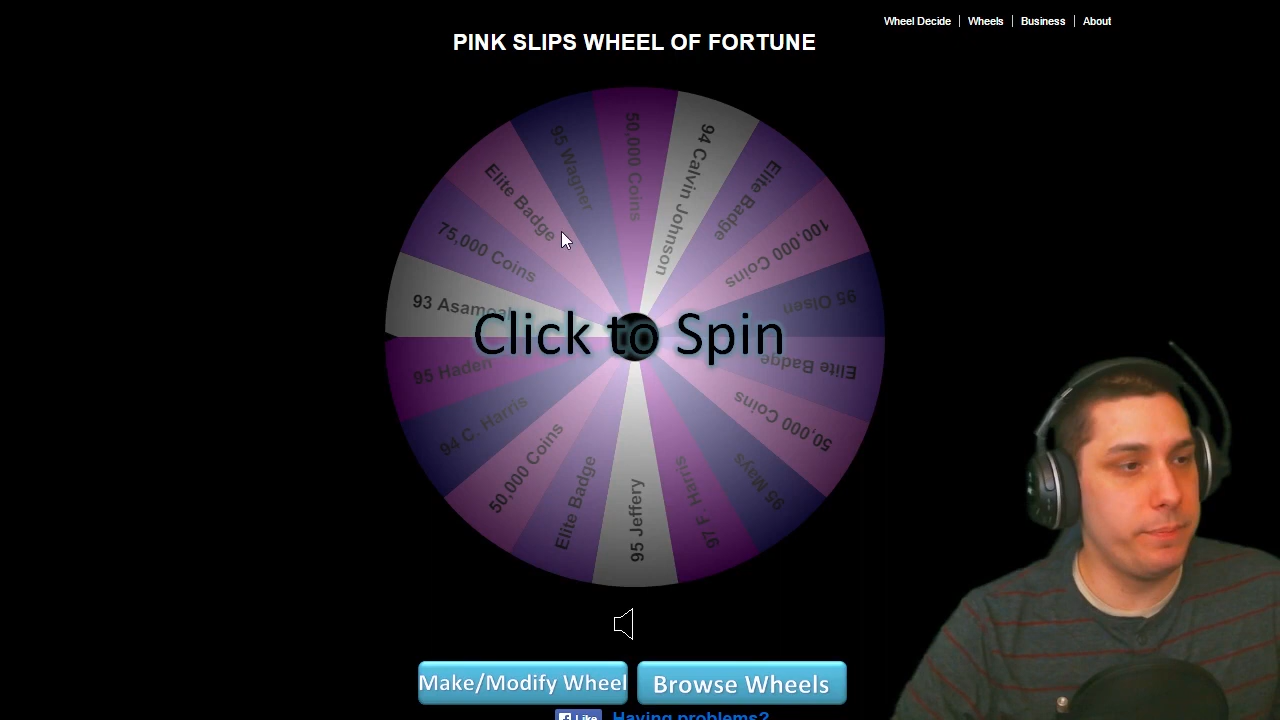 Wheel Decide | Wheels | Business | About
PINK SLIPS WHEEL OF FORTUNE
50,000 Coins
94 Calvin Johnson
Elite Badge
100,000 Coins
95 Olsen
Elite Badge
50,000 Coins
95 Mays
97 F. Harris
95 Jeffery
Elite Badge
50,000 Coins
94 C. Harris
95 Haden
93 Asamoah
75,000 Coins
Elite Badge
95 Wagner
Click to Spin
Make/Modify Wheel
Browse Wheels
Like
Having problems?